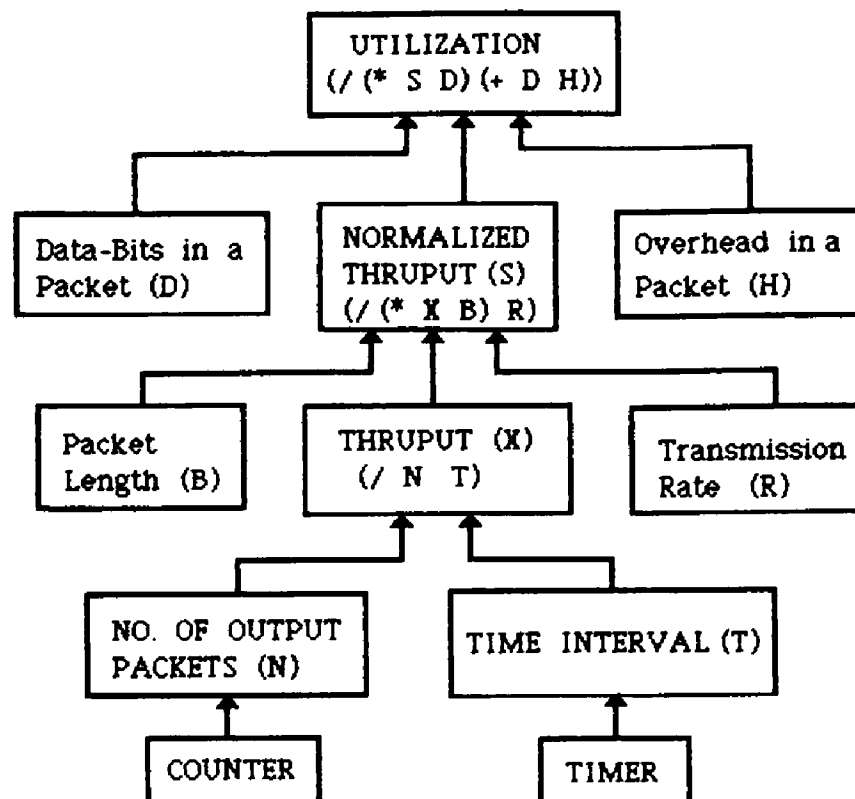 UTILIZATION
(/ (* S D) (+ D H))
Data-Bits in a
Packet (D)
NORMALIZED
THRUPUT (S)
(/ (* X B) R)
Overhead in a
Packet (H)
Packet
Length (B)
THRUPUT (X)
(/ N T)
Transmission
Rate (R)
NO. OF OUTPUT
PACKETS (N)
TIME INTERVAL (T)
COUNTER
TIMER